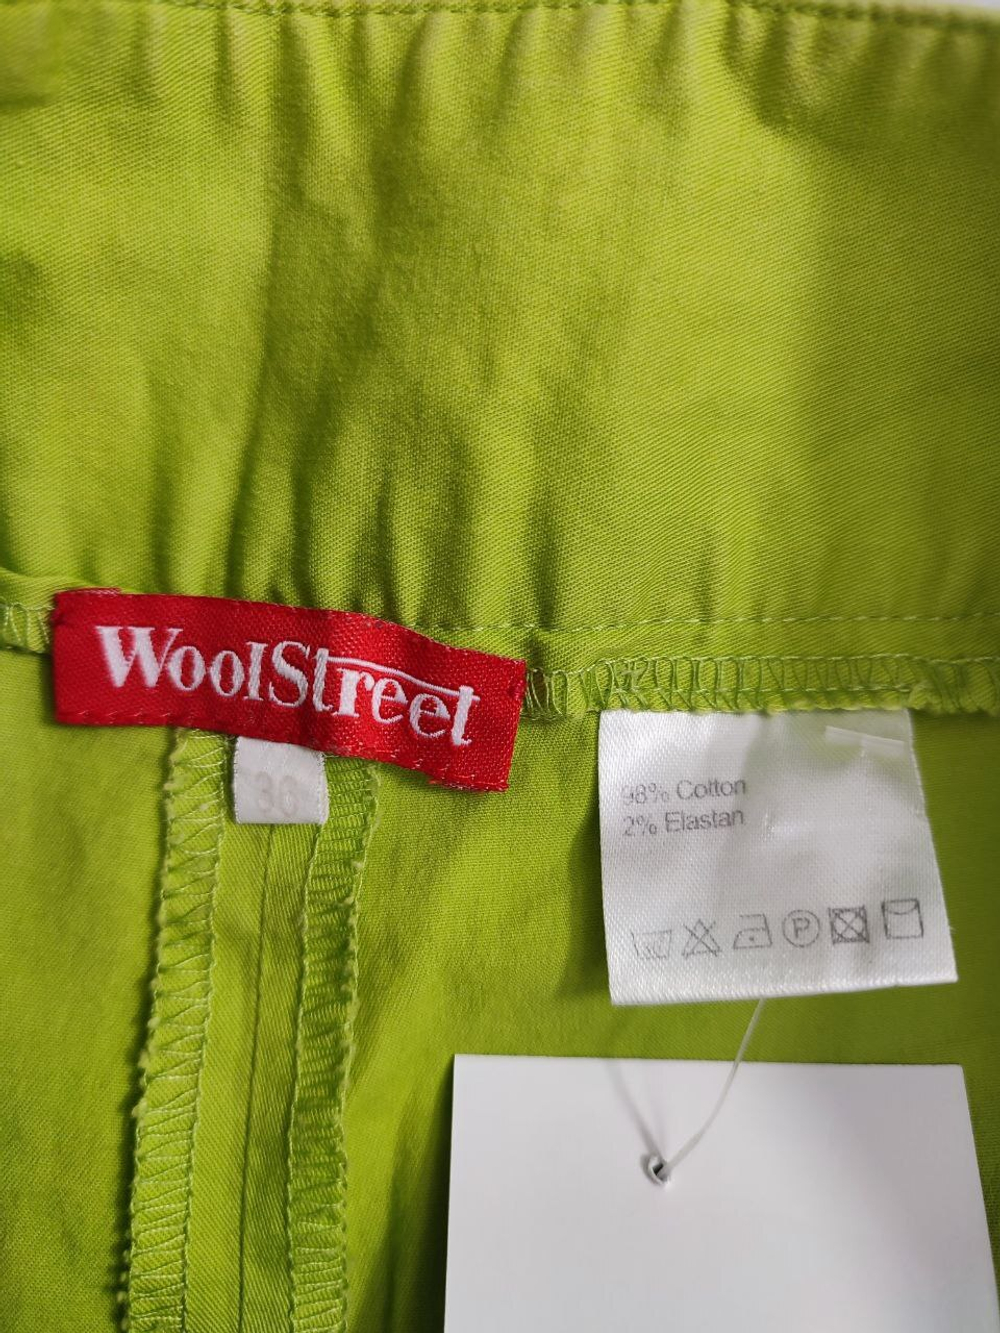 WoolStreet
36
98% Cotton
2% Elastan
P